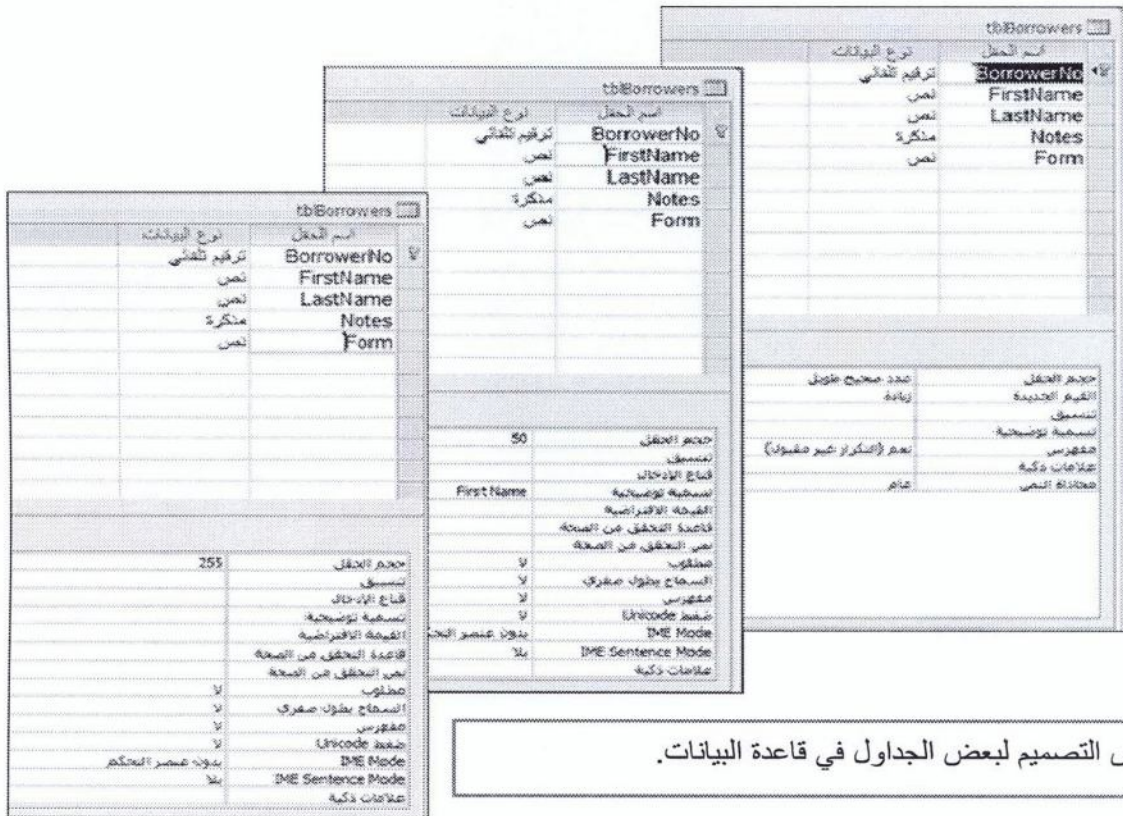 tblBorrowers
اسم الحقل نوع البيانات
BorrowerNo ترقيم تلقائي
FirstName نص
LastName نص
Notes مذكرة
Form نص
حجم الحقل عدد صحيح طويل
القيم الجديدة زيادة
تنسيق
تسمية توضيحية
مفهرس نعم (التكرار غير مقبول)
علامات ذكية
محاذاة النص عام
tblBorrowers
اسم الحقل نوع البيانات
BorrowerNo ترقيم تلقائي
FirstName نص
LastName نص
Notes مذكرة
Form نص
حجم الحقل 50
تنسيق
قناع الإدخال
تسمية توضيحية First Name
القيمة الافتراضية
قاعدة التحقق من الصحة
نص التحقق من الصحة
مطلوب لا
السماح بطول صفري لا
مفهرس لا
ضغط Unicode لا
IME Mode بدون عنصر التحك
IME Sentence Mode بلا
علامات ذكية
tblBorrowers
اسم الحقل نوع البيانات
BorrowerNo ترقيم تلقائي
FirstName نص
LastName نص
Notes مذكرة
Form نص
حجم الحقل 255
تنسيق
قناع الإدخال
تسمية توضيحية
القيمة الافتراضية
قاعدة التحقق من الصحة
نص التحقق من الصحة
مطلوب لا
السماح بطول صفري لا
مفهرس لا
ضغط Unicode لا
IME Mode بدون عنصر التحكم
IME Sentence Mode بلا
علامات ذكية
التصميم لبعض الجداول في قاعدة البيانات.